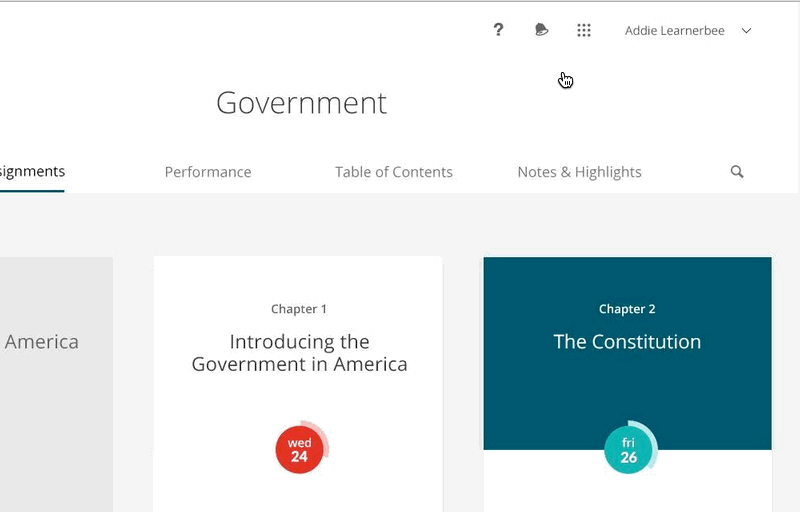 ? Addie Learnerbee
Government
signments Performance Table of Contents Notes & Highlights
America
Chapter 1
Introducing the
Government in America
wed
24
Chapter 2
The Constitution
fri
26